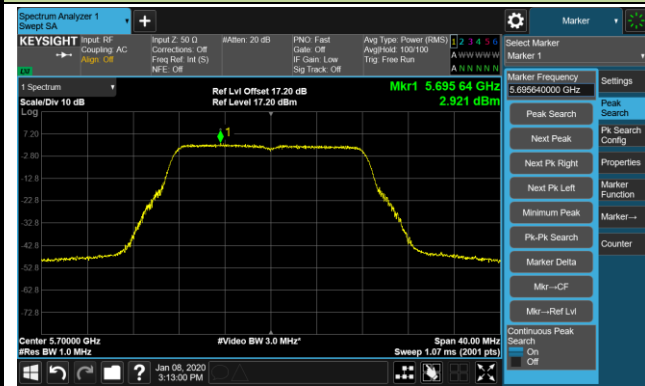 Spectrum Analyzer 1
Swept SA
+
Marker
KEYSIGHT
Input: RF
Coupling: AC
Align: Off
Input Z: 50 Ω
Corrections: Off
Freq Ref: Int (S)
NFE: Off
#Atten: 20 dB
PNO: Fast
Gate: Off
IF Gain: Low
Sig Track: Off
Avg Type: Power (RMS)
Avg|Hold: 100/100
Trig: Free Run
1 2 3 4 5 6
A W W W W W
A N N N N N
LXI
Select Marker
Marker 1
1 Spectrum
Scale/Div 10 dB
Log
Ref Lvl Offset 17.20 dB
Ref Level 17.20 dBm
Mkr1 5.695 64 GHz
2.921 dBm
1
7.20
-2.80
-12.8
-22.8
-32.8
-42.8
-52.8
-62.8
-72.8
Center 5.70000 GHz
#Res BW 1.0 MHz
#Video BW 3.0 MHz*
Span 40.00 MHz
Sweep 1.07 ms (2001 pts)
Marker Frequency
5.695640000 GHz
Peak Search
Next Peak
Next Pk Right
Next Pk Left
Minimum Peak
Pk-Pk Search
Marker Delta
Mkr→CF
Mkr→Ref Lvl
Continuous Peak
Search
On
Off
Settings
Peak
Search
Pk Search
Config
Properties
Marker
Function
Marker→
Counter
?
Jan 08, 2020
3:13:00 PM